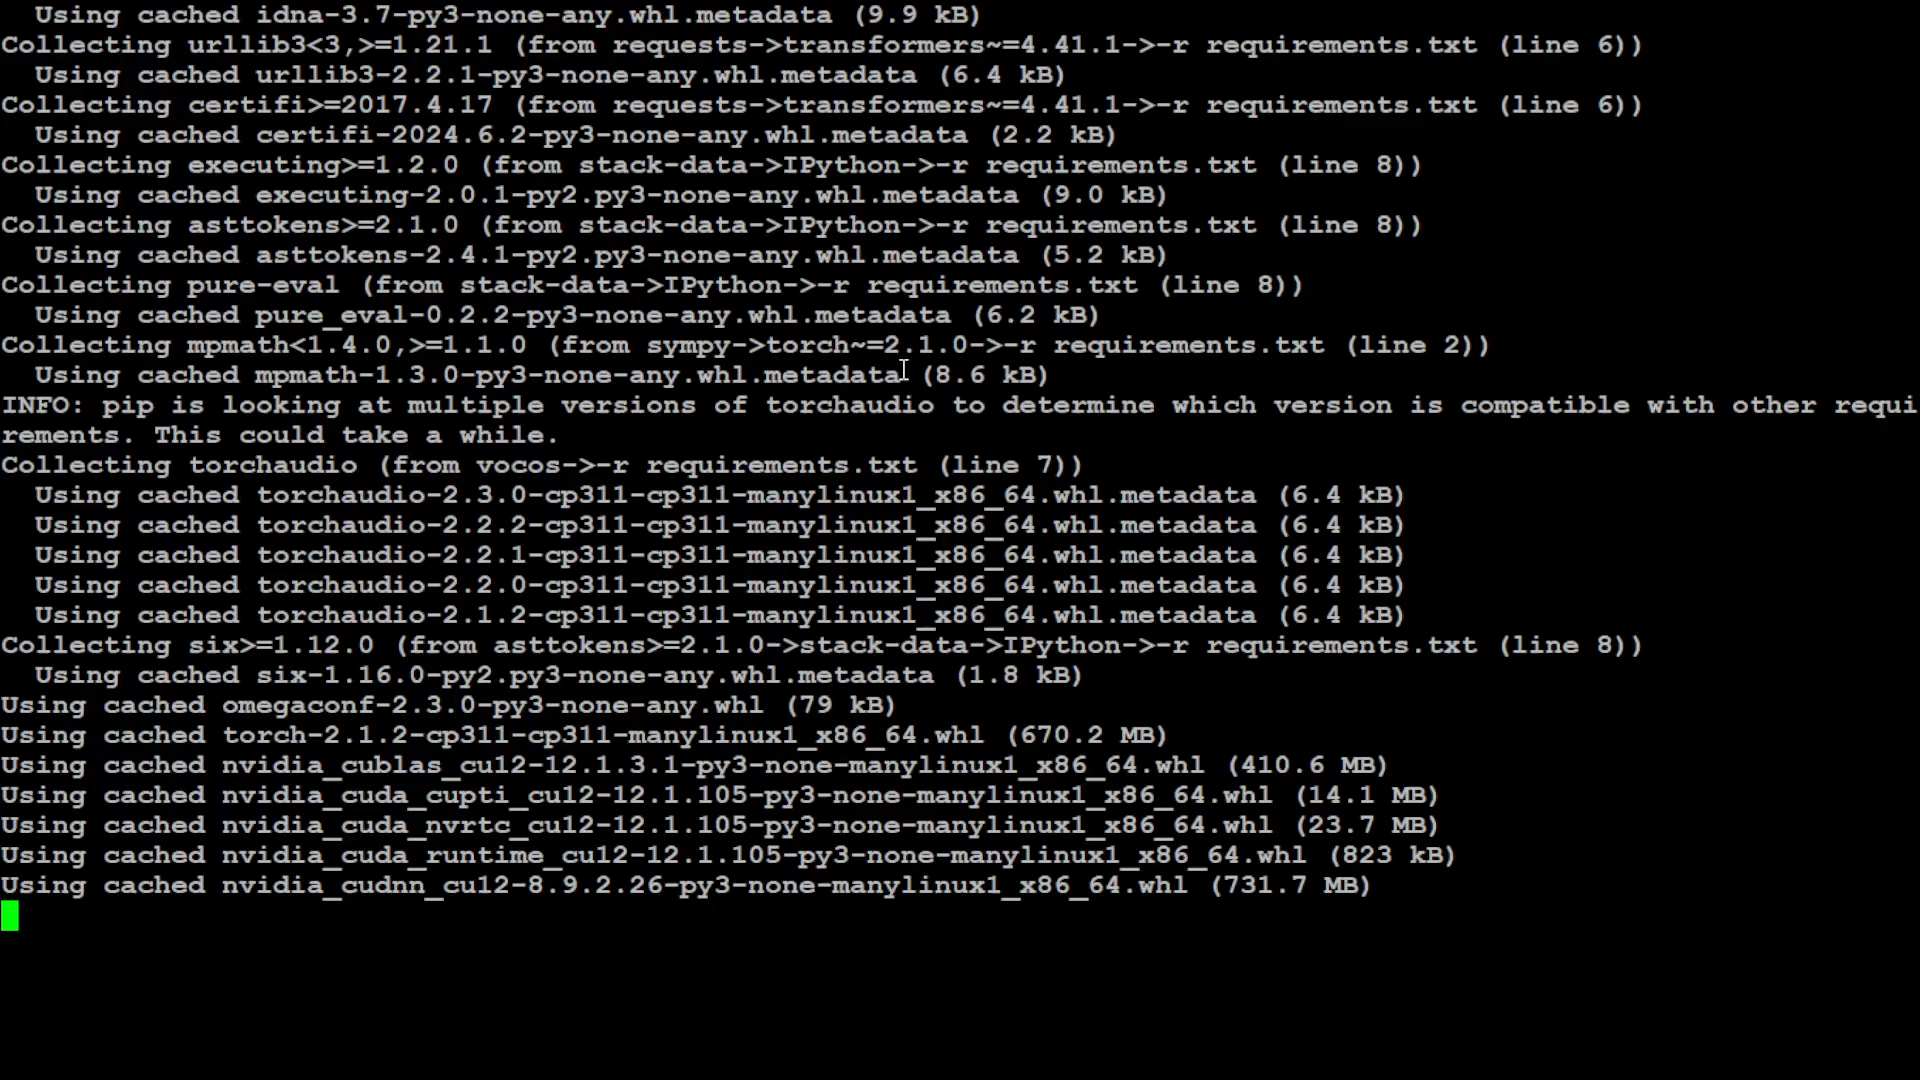 Using cached idna-3.7-py3-none-any.whl.metadata (9.9 kB)
Collecting urllib3<3,>=1.21.1 (from requests->transformers~=4.41.1->-r requirements.txt (line 6))
Using cached urllib3-2.2.1-py3-none-any.whl.metadata (6.4 kB)
Collecting certifi>=2017.4.17 (from requests->transformers~=4.41.1->-r requirements.txt (line 6))
Using cached certifi-2024.6.2-py3-none-any.whl.metadata (2.2 kB)
Collecting executing>=1.2.0 (from stack-data->IPython->-r requirements.txt (line 8))
Using cached executing-2.0.1-py2.py3-none-any.whl.metadata (9.0 kB)
Collecting asttokens>=2.1.0 (from stack-data->IPython->-r requirements.txt (line 8))
Using cached asttokens-2.4.1-py2.py3-none-any.whl.metadata (5.2 kB)
Collecting pure-eval (from stack-data->IPython->-r requirements.txt (line 8))
Using cached pure_eval-0.2.2-py3-none-any.whl.metadata (6.2 kB)
Collecting mpmath<1.4.0,>=1.1.0 (from sympy->torch~=2.1.0->-r requirements.txt (line 2))
Using cached mpmath-1.3.0-py3-none-any.whl.metadata (8.6 kB)
INFO: pip is looking at multiple versions of torchaudio to determine which version is compatible with other requi
rements. This could take a while.
Collecting torchaudio (from vocos->-r requirements.txt (line 7))
Using cached torchaudio-2.3.0-cp311-cp311-manylinux1_x86_64.whl.metadata (6.4 kB)
Using cached torchaudio-2.2.2-cp311-cp311-manylinux1_x86_64.whl.metadata (6.4 kB)
Using cached torchaudio-2.2.1-cp311-cp311-manylinux1_x86_64.whl.metadata (6.4 kB)
Using cached torchaudio-2.2.0-cp311-cp311-manylinux1_x86_64.whl.metadata (6.4 kB)
Using cached torchaudio-2.1.2-cp311-cp311-manylinux1_x86_64.whl.metadata (6.4 kB)
Collecting six>=1.12.0 (from asttokens>=2.1.0->stack-data->IPython->-r requirements.txt (line 8))
Using cached six-1.16.0-py2.py3-none-any.whl.metadata (1.8 kB)
Using cached omegaconf-2.3.0-py3-none-any.whl (79 kB)
Using cached torch-2.1.2-cp311-cp311-manylinux1_x86_64.whl (670.2 MB)
Using cached nvidia_cublas_cu12-12.1.3.1-py3-none-manylinux1_x86_64.whl (410.6 MB)
Using cached nvidia_cuda_cupti_cu12-12.1.105-py3-none-manylinux1_x86_64.whl (14.1 MB)
Using cached nvidia_cuda_nvrtc_cu12-12.1.105-py3-none-manylinux1_x86_64.whl (23.7 MB)
Using cached nvidia_cuda_runtime_cu12-12.1.105-py3-none-manylinux1_x86_64.whl (823 kB)
Using cached nvidia_cudnn_cu12-8.9.2.26-py3-none-manylinux1_x86_64.whl (731.7 MB)